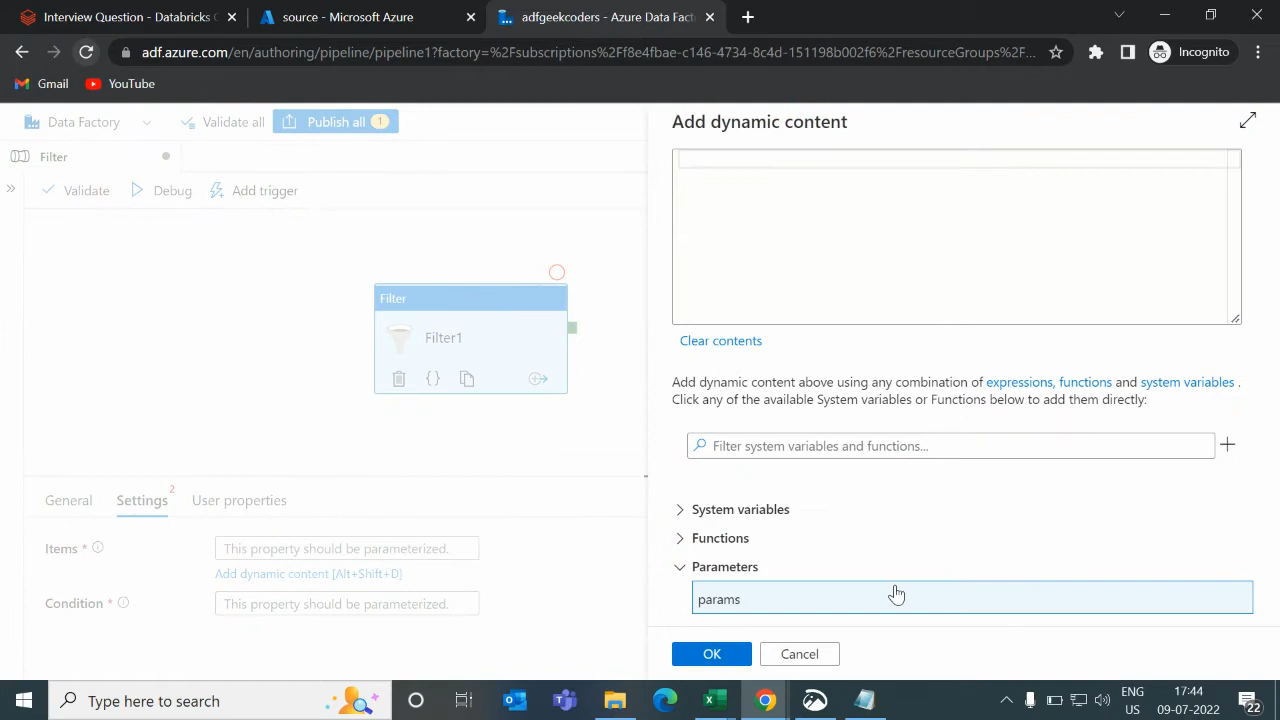 Interview Question - Databricks
source - Microsoft Azure
adfgeekcoders - Azure Data Fact
adf.azure.com/en/authoring/pipeline/pipeline1?factory=%2Fsubscriptions%2Ff8e4fbae-c146-4734-8c4d-151198b002f6%2FresourceGroups%2F...
Incognito
Gmail
YouTube
Data Factory
Validate all
Publish all
1
Filter
Validate
Debug
Add trigger
Filter
Filter1
{}
General
Settings
2
User properties
Items *
This property should be parameterized.
Add dynamic content [Alt+Shift+D]
Condition *
This property should be parameterized.
Add dynamic content
Clear contents
Add dynamic content above using any combination of expressions, functions and system variables .
Click any of the available System variables or Functions below to add them directly:
Filter system variables and functions...
System variables
Functions
Parameters
params
OK
Cancel
Type here to search
ENG
US
17:44
09-07-2022
22